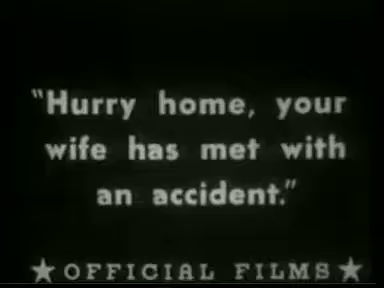 "Hurry home, your
wife has met with
an accident."
★ OFFICIAL FILMS ★